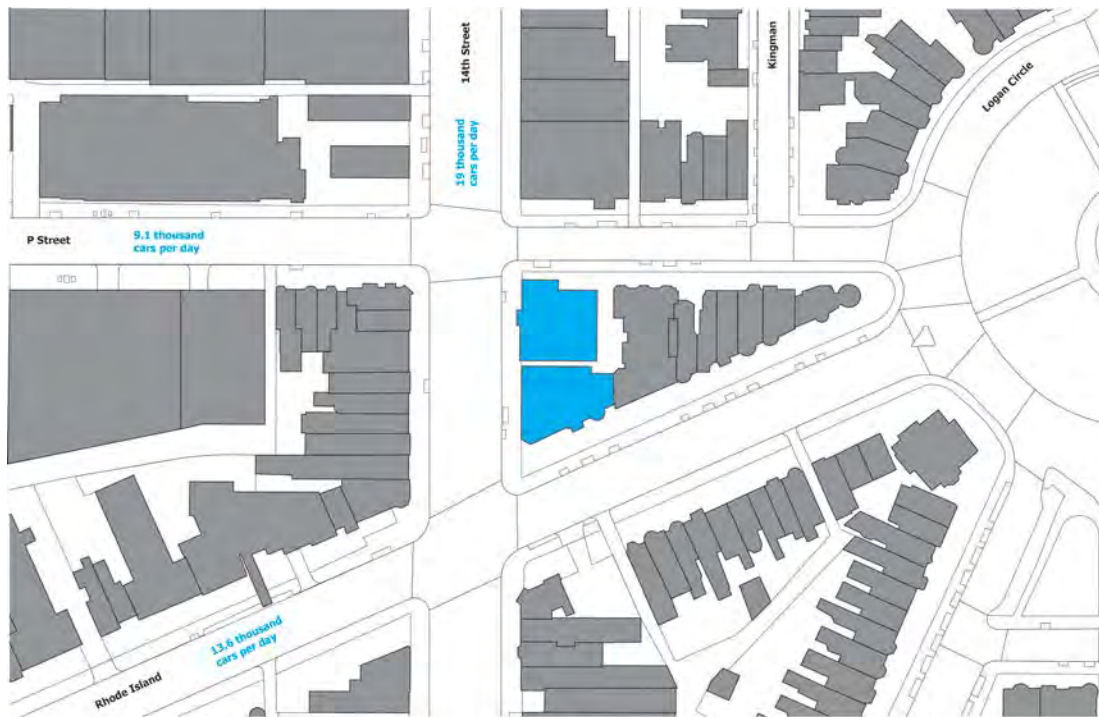 14th Street
Kingman
Logan Circle
19 thousand
cars per day
P Street
9.1 thousand
cars per day
13.6 thousand
cars per day
Rhode Island